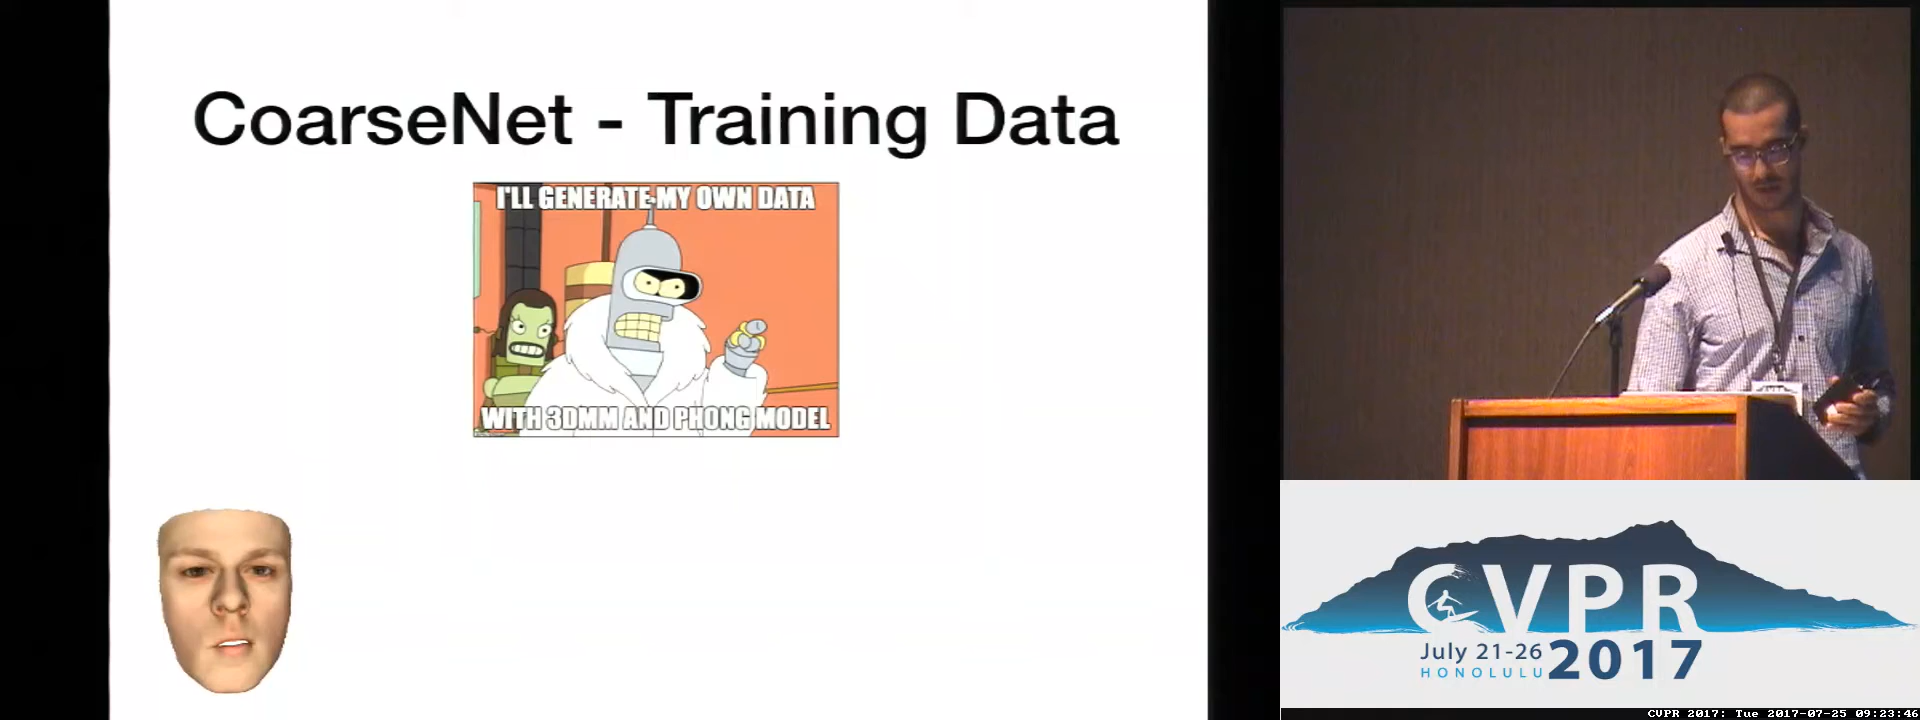 CoarseNet - Training Data
I'LL GENERATE MY OWN DATA
WITH 3DMM AND PHONG MODEL
CVPR
July 21-26
HONOLULU
2017
CVPR 2017: Tue 2017-07-25 09:23:46